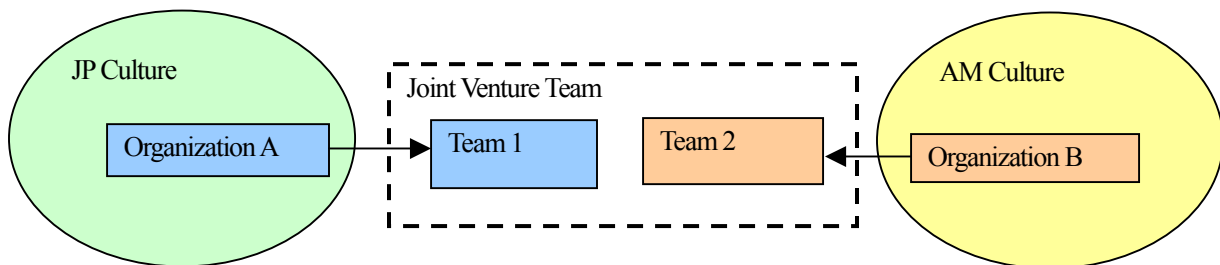 JP Culture
Organization A
Joint Venture Team
Team 1
Team 2
AM Culture
Organization B